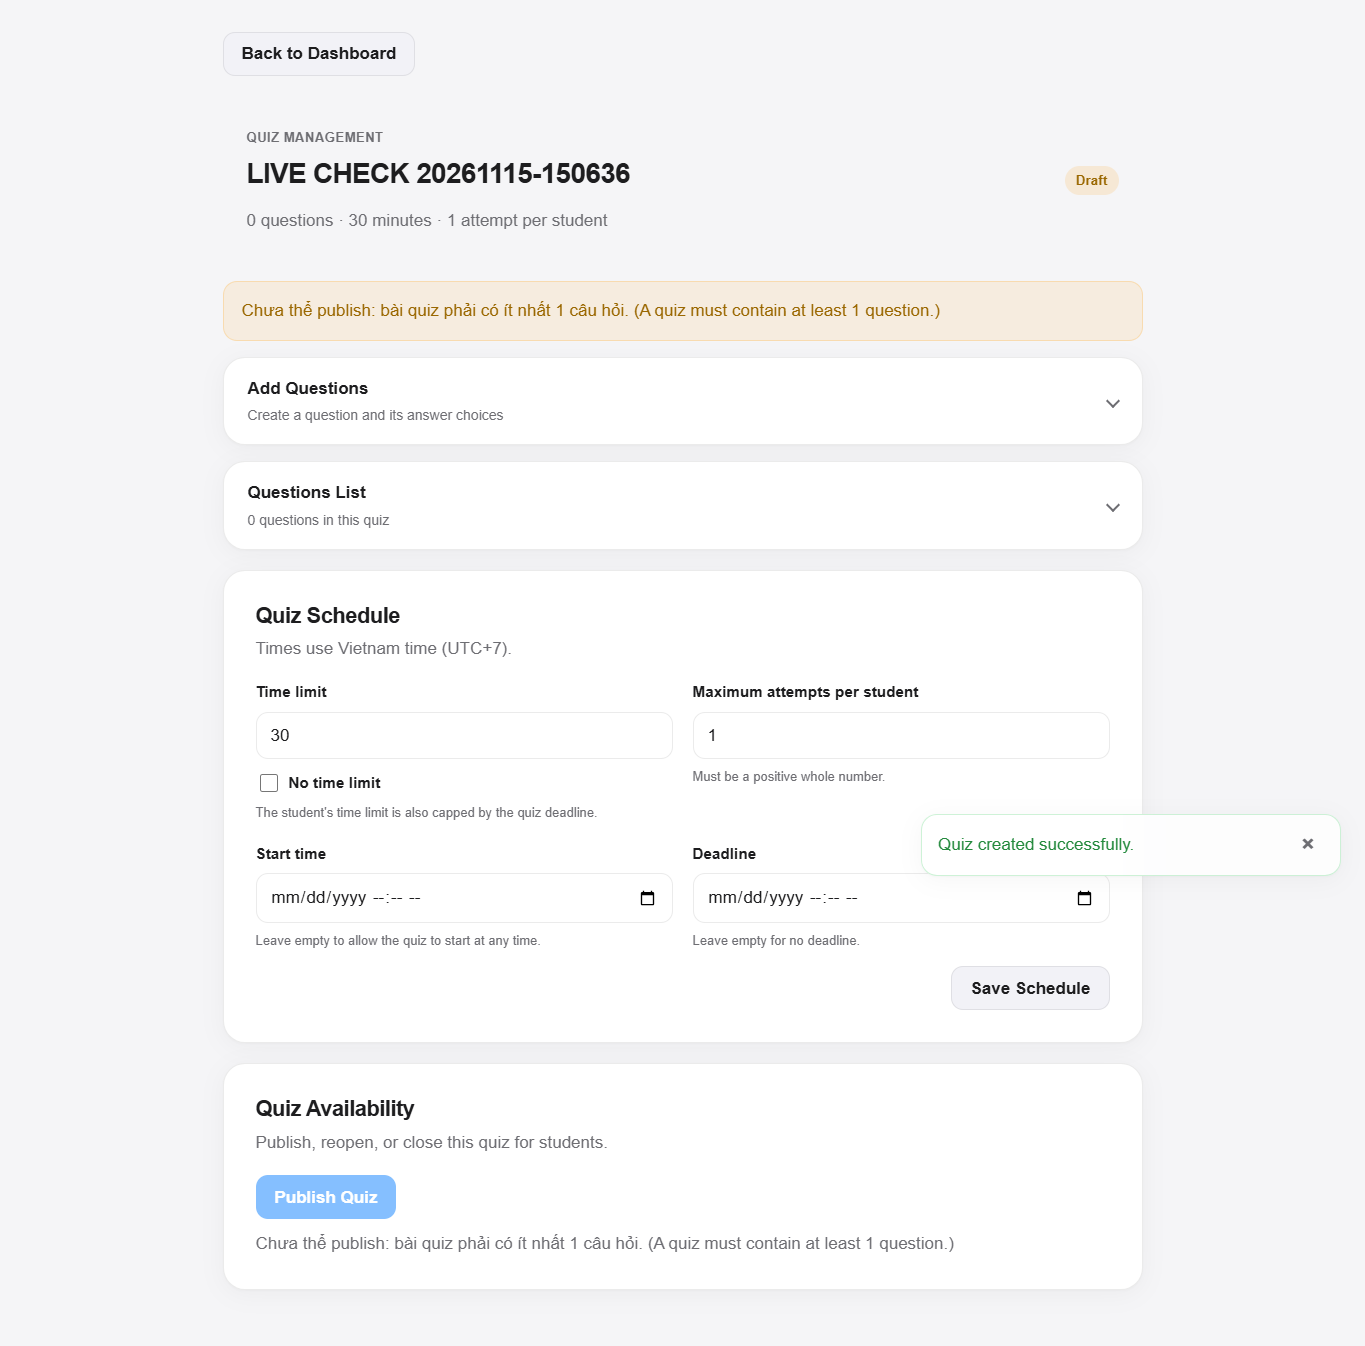 Back to Dashboard
QUIZ MANAGEMENT
LIVE CHECK 20261115-150636
Draft
0 questions · 30 minutes · 1 attempt per student
Chưa thể publish: bài quiz phải có ít nhất 1 câu hỏi. (A quiz must contain at least 1 question.)
Add Questions
Create a question and its answer choices
Questions List
0 questions in this quiz
Quiz Schedule
Times use Vietnam time (UTC+7).
Time limit
30
No time limit
The student's time limit is also capped by the quiz deadline.
Maximum attempts per student
1
Must be a positive whole number.
Quiz created successfully.
×
Start time
mm/dd/yyyy --:-- --
Leave empty to allow the quiz to start at any time.
Deadline
mm/dd/yyyy --:-- --
Leave empty for no deadline.
Save Schedule
Quiz Availability
Publish, reopen, or close this quiz for students.
Publish Quiz
Chưa thể publish: bài quiz phải có ít nhất 1 câu hỏi. (A quiz must contain at least 1 question.)